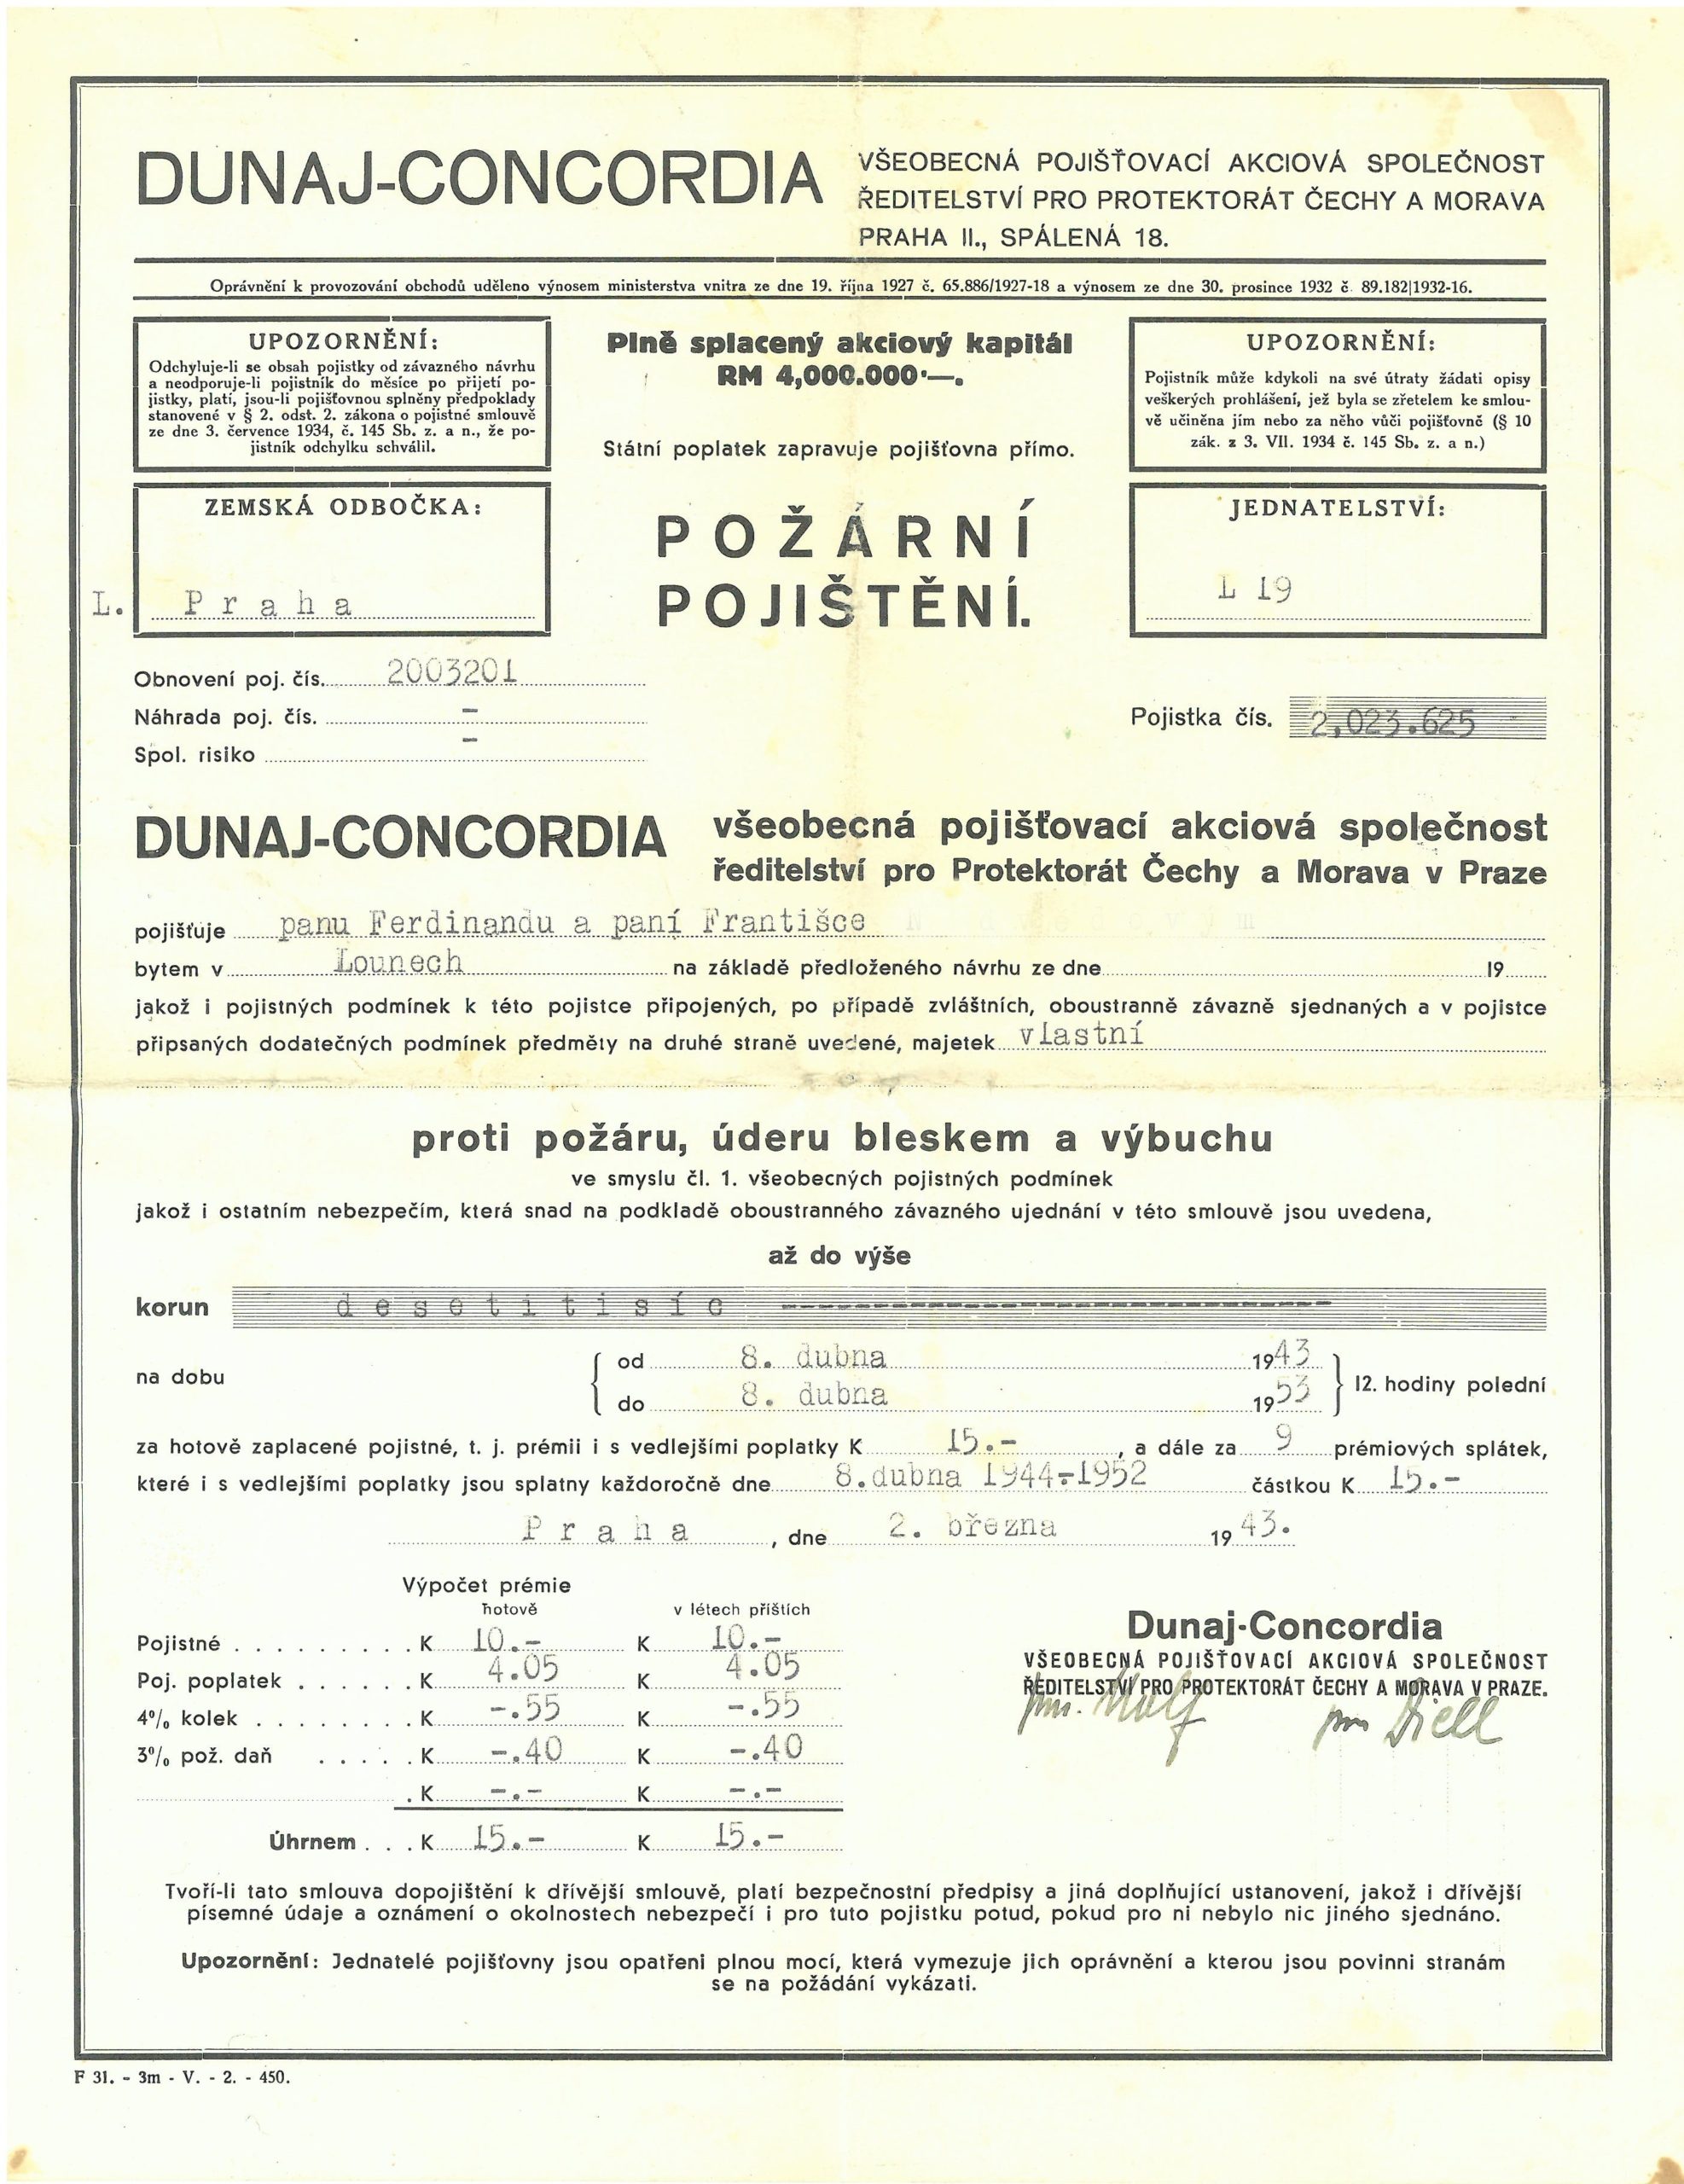 DUNAJ-CONCORDIA
VŠEOBECNÁ POJIŠŤOVACÍ AKCIOVÁ SPOLEČNOST
ŘEDITELSTVÍ PRO PROTEKTORÁT ČECHY A MORAVA
PRAHA II., SPÁLENÁ 18.
Oprávnění k provozování obchodů uděleno výnosem ministerstva vnitra ze dne 19. října 1927 č. 65.886/1927-18 a výnosem ze dne 30. prosince 1932 č. 89.182|1932-16.
UPOZORNĚNÍ:
Odchyluje-li se obsah pojistky od závazného návrhu
a neodporuje-li pojistník do měsíce po přijetí po-
jistky, platí, jsou-li pojišťovnou splněny předpoklady
stanovené v § 2. odst. 2. zákona o pojistné smlouvě
ze dne 3. července 1934, č. 145 Sb. z. a n., že po-
jistník odchylku schválil.
Plně splacený akciový kapitál
RM 4,000.000·—.
Státní poplatek zapravuje pojišťovna přímo.
UPOZORNĚNÍ:
Pojistník může kdykoli na své útraty žádati opisy
veškerých prohlášení, jež byla se zřetelem ke smlou-
vě učiněna jím nebo za něho vůči pojišťovně (§ 10
zák. z 3. VII. 1934 č. 145 Sb. z. a n.)
ZEMSKÁ ODBOČKA:
L. Praha
POŽÁRNÍ
POJIŠTĚNÍ.
JEDNATELSTVÍ:
L 19
Obnovení poj. čís. 2003201
Náhrada poj. čís. -
Spol. risiko -
Pojistka čís. 2,023.625
DUNAJ-CONCORDIA všeobecná pojišťovací akciová společnost
ředitelství pro Protektorát Čechy a Morava v Praze
pojišťuje panu Ferdinandu a paní Františce
bytem v Lounech na základě předloženého návrhu ze dne 19
jakož i pojistných podmínek k této pojistce připojených, po případě zvláštních, oboustranně závazně sjednaných a v pojistce
připsaných dodatečných podmínek předměty na druhé straně uvedené, majetek vlastní
proti požáru, úderu bleskem a výbuchu
ve smyslu čl. 1. všeobecných pojistných podmínek
jakož i ostatním nebezpečím, která snad na podkladě oboustranného závazného ujednání v této smlouvě jsou uvedena,
až do výše
korun desetitisíc ------------------------------
na dobu
od 8. dubna 1943
do 8. dubna 1953
12. hodiny polední
za hotově zaplacené pojistné, t. j. prémii i s vedlejšími poplatky K 15.- , a dále za 9 prémiových splátek,
které i s vedlejšími poplatky jsou splatny každoročně dne 8.dubna 1944-1952 částkou K 15.-
Praha , dne 2. března 1943.
Výpočet prémie
hotově v létech příštích
Pojistné . . . . . . . . . K 10.- K 10.-
Poj. poplatek . . . . . . K 4.05 K 4.05
4% kolek . . . . . . . . K -.55 K -.55
3% pož. daň . . . . . K -.40 K -.40
. K -.- K -.-
Úhrnem . . . K 15.- K 15.-
Dunaj-Concordia
VŠEOBECNÁ POJIŠŤOVACÍ AKCIOVÁ SPOLEČNOST
ŘEDITELSTVÍ PRO PROTEKTORÁT ČECHY A MORAVA V PRAZE.
Tvoří-li tato smlouva dopojištění k dřívější smlouvě, platí bezpečnostní předpisy a jiná doplňující ustanovení, jakož i dřívější
písemné údaje a oznámení o okolnostech nebezpečí i pro tuto pojistku potud, pokud pro ni nebylo nic jiného sjednáno.
Upozornění: Jednatelé pojišťovny jsou opatřeni plnou mocí, která vymezuje jich oprávnění a kterou jsou povinni stranám
se na požádání vykázati.
F 31. - 3m - V. - 2. - 450.